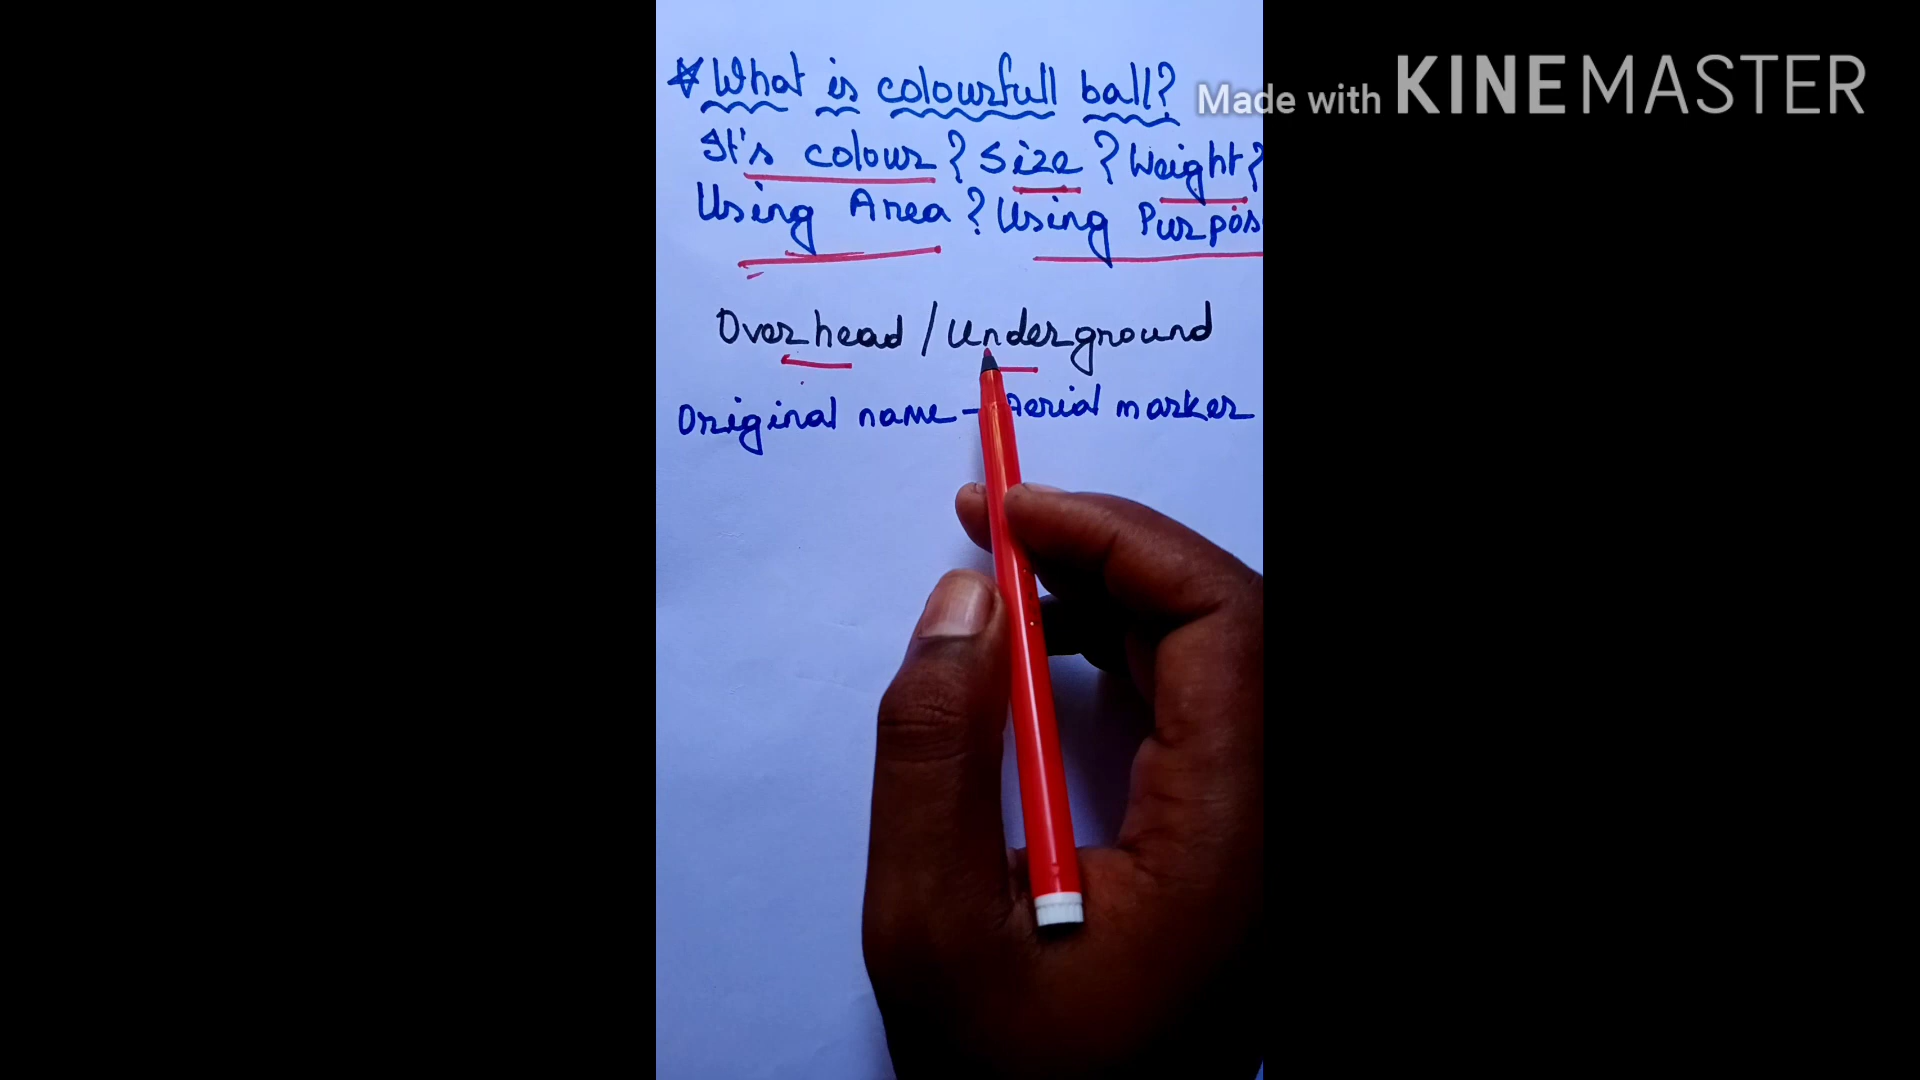 What is colourfull ball?
Made with KINEMASTER
It's colour? Size? Weight?
Using Area? Using Purpos
Overhead / Underground
Original name - Aerial marker